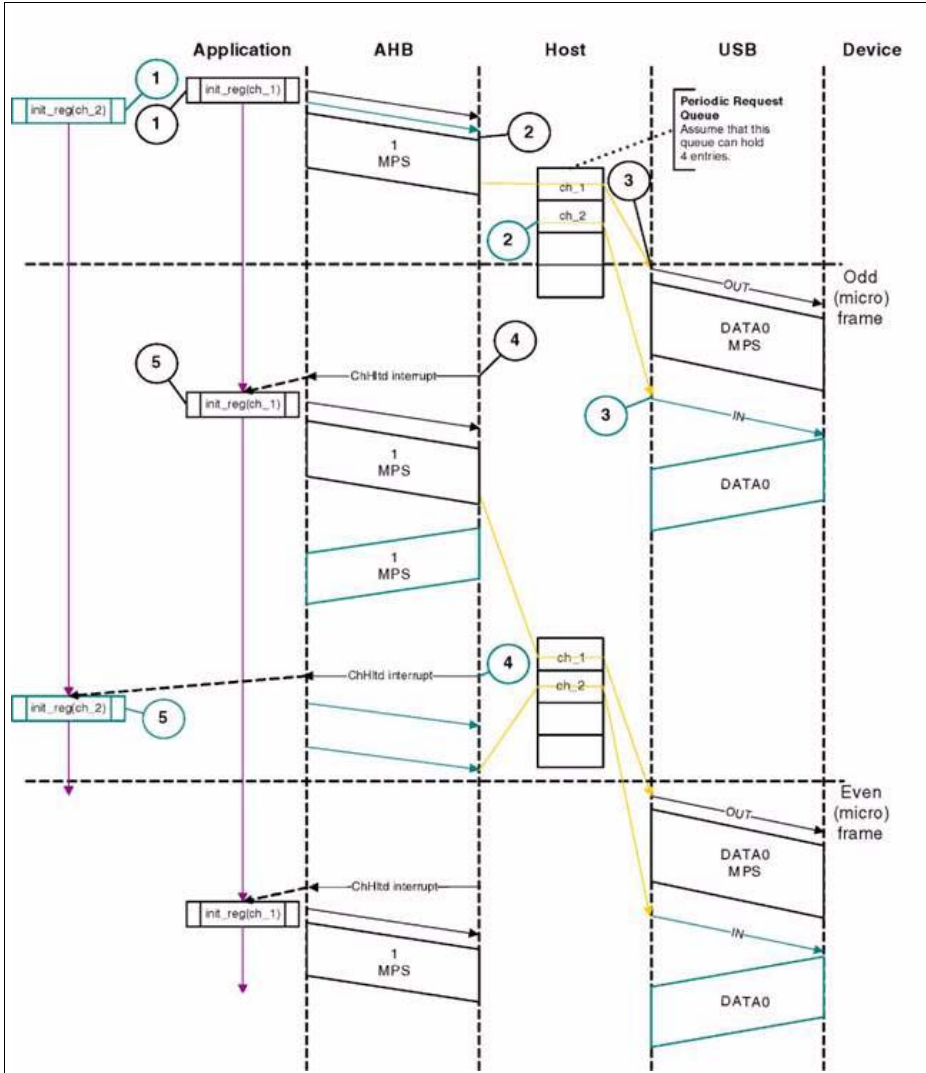 Application
AHB
Host
USB
Device
1
init_reg(ch_2)
init_reg(ch_1)
1
Periodic Request
Queue
Assume that this
queue can hold
4 entries.
2
1
MPS
3
ch_1
ch_2
2
Odd
(micro)
frame
OUT
DATA0
MPS
4
5
ChHltd interrupt
init_reg(ch_1)
3
IN
1
MPS
DATA0
1
MPS
ch_1
4
ChHltd interrupt
ch_2
init_reg(ch_2)
5
Even
(micro)
frame
OUT
DATA0
MPS
ChHltd interrupt
init_reg(ch_1)
IN
1
MPS
DATA0